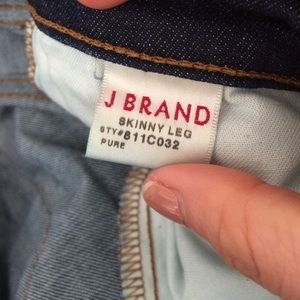 J BRAND
SKINNY LEG
STY#811C032
PURE